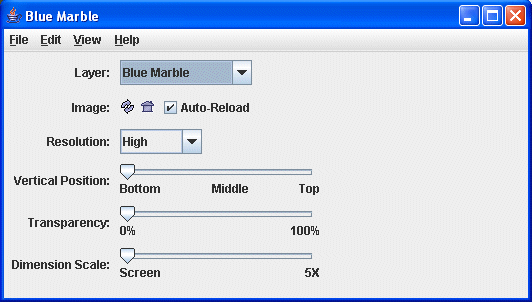 Blue Marble
File Edit View Help
Layer: Blue Marble
Image: Auto-Reload
Resolution: High
Vertical Position:
Bottom Middle Top
Transparency:
0% 100%
Dimension Scale:
Screen 5X